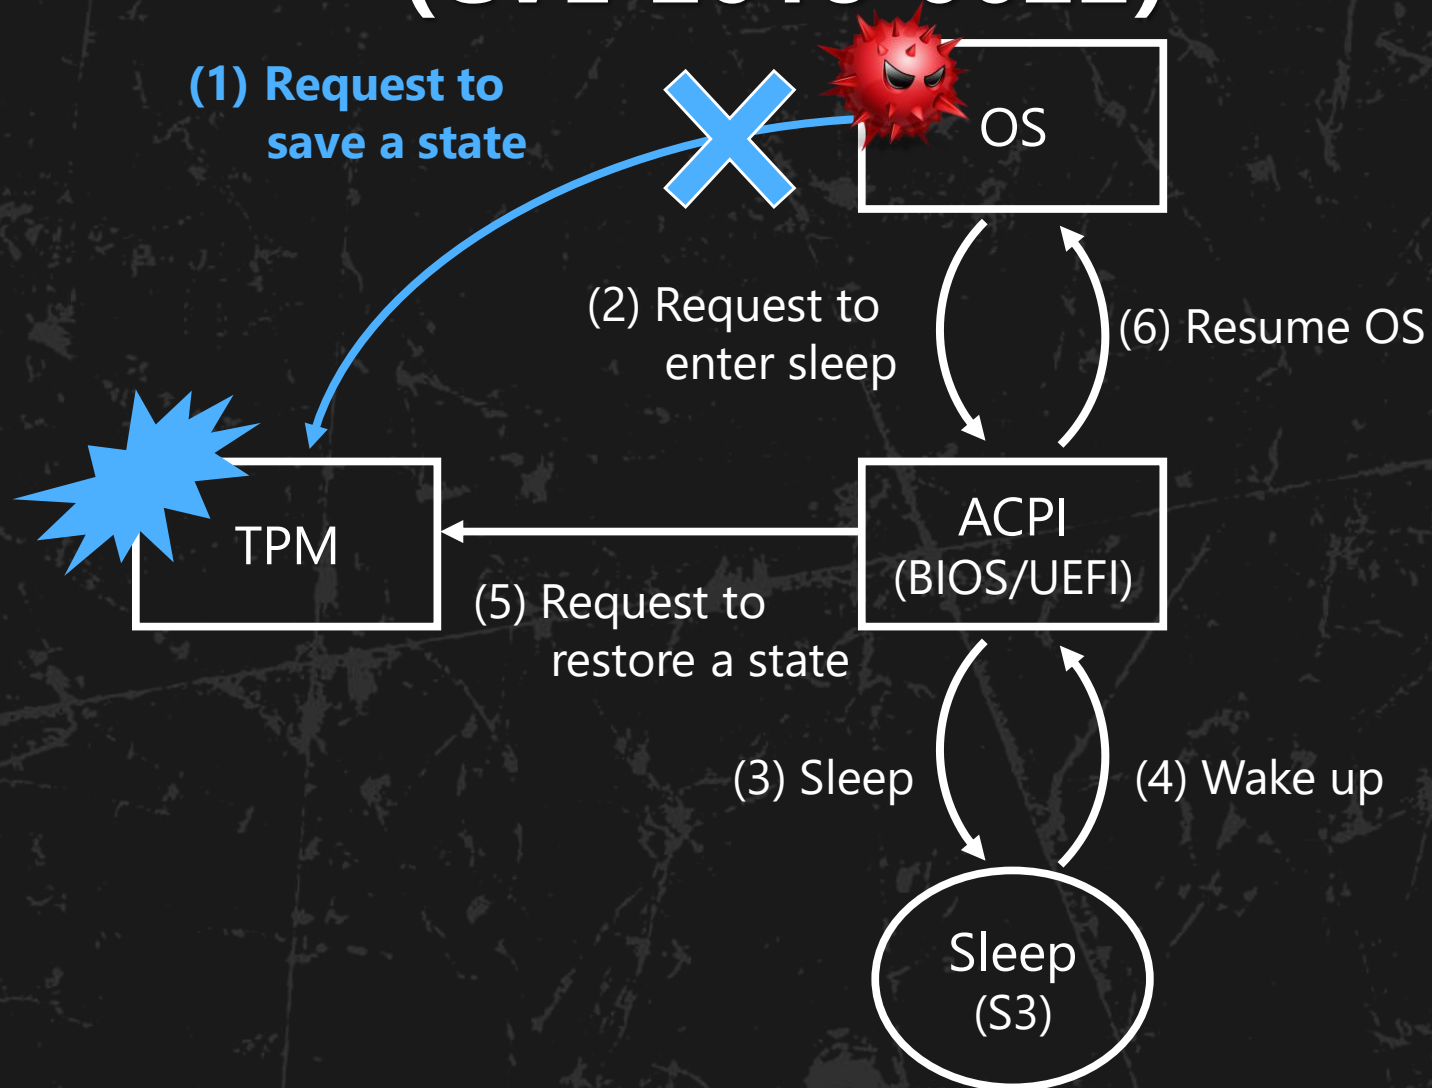 (1) Request to
save a state
OS
(2) Request to
enter sleep
(6) Resume OS
TPM
ACPI
(BIOS/UEFI)
(5) Request to
restore a state
(3) Sleep
(4) Wake up
Sleep
(S3)